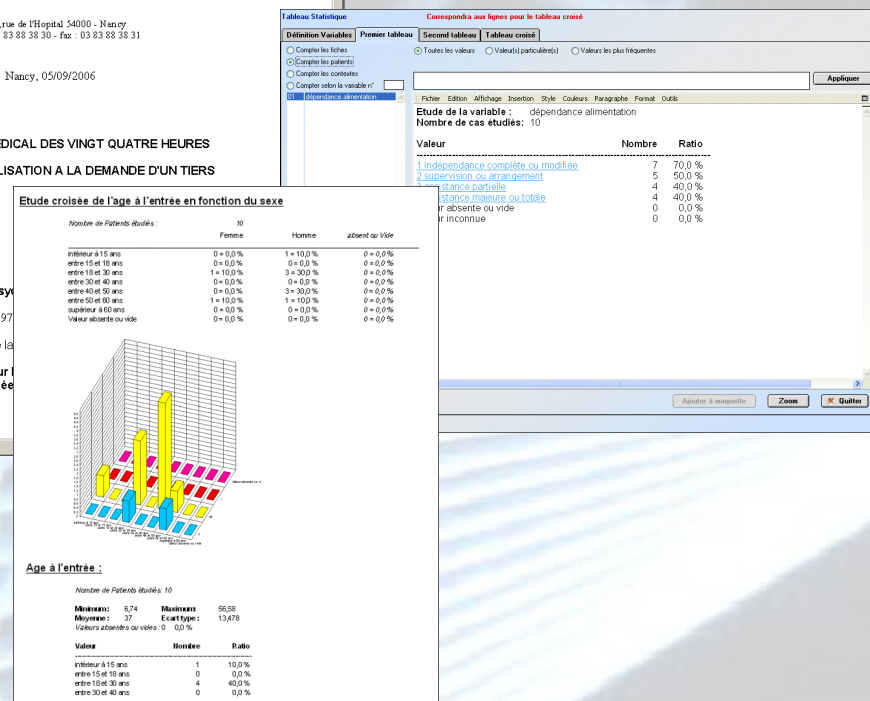 ,rue de l'Hopital 54000 - Nancy
83 88 38 30 - fax : 03 83 88 38 31
Nancy, 05/09/2006
EDICAL DES VINGT QUATRE HEURES
LISATION A LA DEMANDE D'UN TIERS
Tableau Statistique Correspondra aux lignes pour le tableau croisé
Définition Variables Premier tableau Second tableau Tableau croisé
Compter les fiches
Compter les patients
Compter les contextes
Compter selon la variable n°
Toutes les valeurs Valeur(s) particulière(s) Valeurs les plus fréquentes
Appliquer
01 dépendance alimentation
Fichier Edition Affichage Insertion Style Couleurs Paragraphe Format Outils
Etude de la variable : dépendance alimentation
Nombre de cas étudiés: 10
Valeur Nombre Ratio
1 indépendance complète ou modifiée 7 70,0 %
2 supervision ou arrangement 5 50,0 %
istance partielle 4 40,0 %
istance majeure ou totale 4 40,0 %
ur absente ou vide 0 0,0 %
ur inconnue 0 0,0 %
Ajouter à maquette Zoom Quitter
Etude croisée de l'age à l'entrée en fonction du sexe
Nombre de Patients étudiés : 10
Femme Homme absent ou Vide
inférieur à 15 ans 0 = 0,0 % 1 = 10,0 % 0 = 0,0 %
entre 15 et 18 ans 0 = 0,0 % 0 = 0,0 % 0 = 0,0 %
entre 18 et 30 ans 1 = 10,0 % 3 = 30,0 % 0 = 0,0 %
entre 30 et 40 ans 0 = 0,0 % 0 = 0,0 % 0 = 0,0 %
entre 40 et 50 ans 0 = 0,0 % 3 = 30,0 % 0 = 0,0 %
entre 50 et 60 ans 1 = 10,0 % 1 = 10,0 % 0 = 0,0 %
supérieur à 60 ans 0 = 0,0 % 0 = 0,0 % 0 = 0,0 %
Valeur absente ou vide 0 = 0,0 % 0 = 0,0 % 0 = 0,0 %
Age à l'entrée :
Nombre de Patients étudiés: 10
Minimum : 6,74 Maximum: 56,58
Moyenne : 37 Ecart type : 13,478
Valeurs absentes ou vides : 0 0,0 %
Valeur Nombre Ratio
inférieur à 15 ans 1 10,0 %
entre 15 et 18 ans 0 0,0 %
entre 18 et 30 ans 4 40,0 %
entre 30 et 40 ans 0 0,0 %